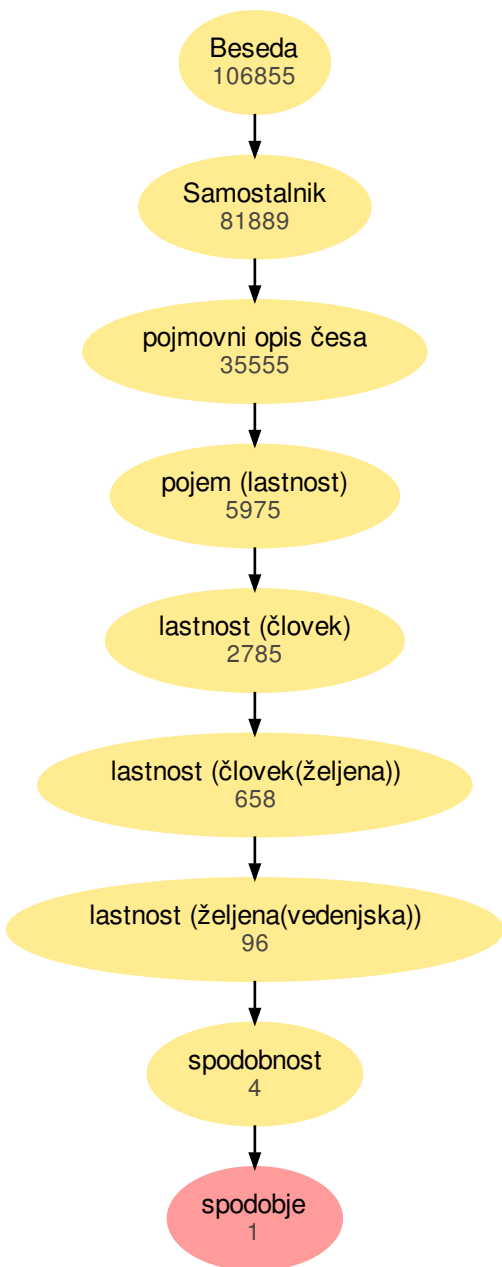 Beseda
106855
Samostalnik
81889
pojmovni opis česa
35555
pojem (lastnost)
5975
lastnost (človek)
2785
lastnost (človek(željena))
658
lastnost (željena(vedenjska))
96
spodobnost
4
spodobje
1